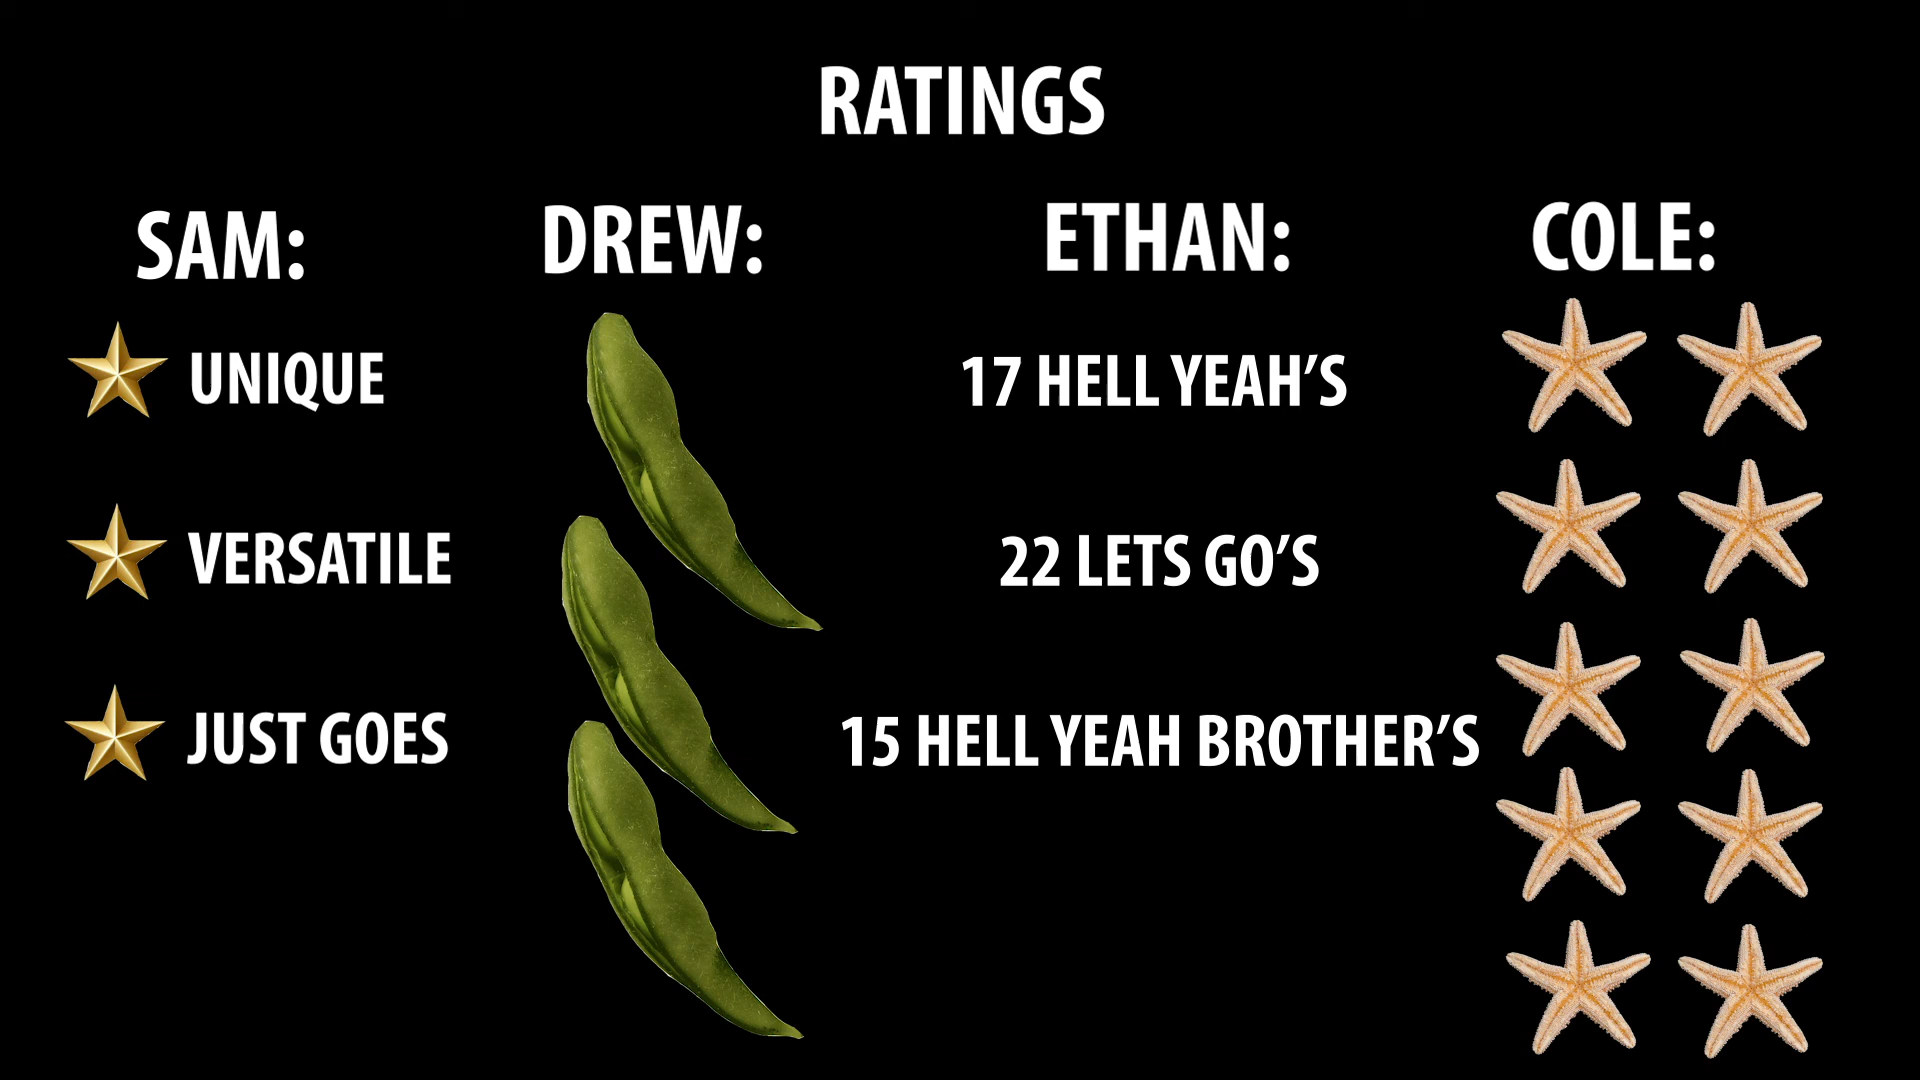 RATINGS
SAM:
UNIQUE
VERSATILE
JUST GOES
DREW:
ETHAN:
17 HELL YEAH’S
22 LETS GO’S
15 HELL YEAH BROTHER’S
COLE: